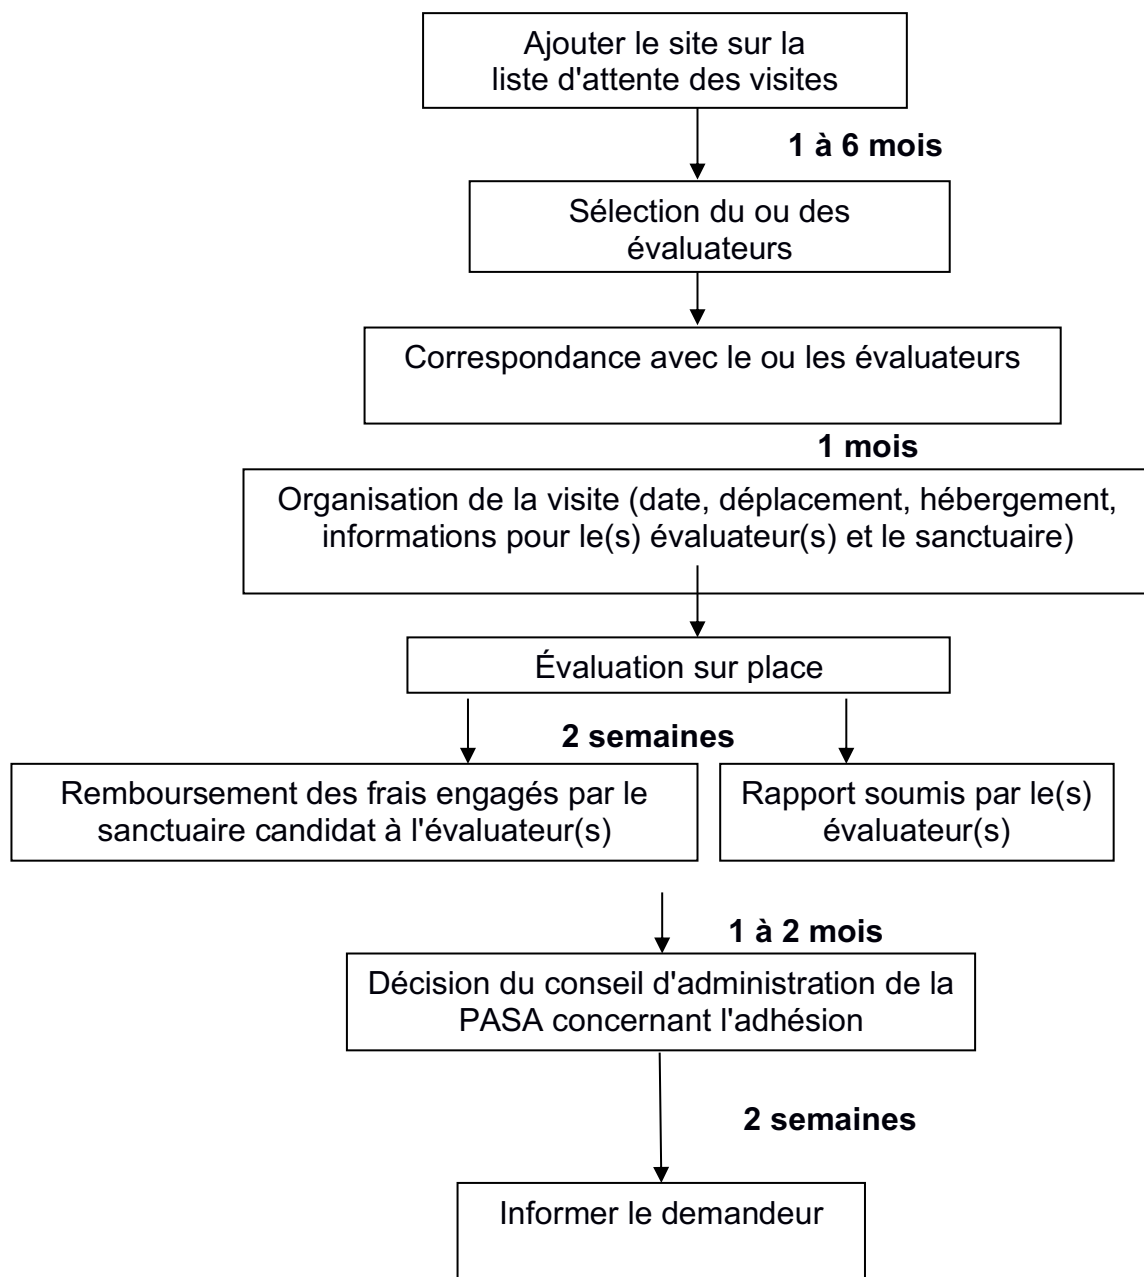 Ajouter le site sur la
liste d'attente des visites
1 à 6 mois
Sélection du ou des
évaluateurs
Correspondance avec le ou les évaluateurs
1 mois
Organisation de la visite (date, déplacement, hébergement,
informations pour le(s) évaluateur(s) et le sanctuaire)
Évaluation sur place
2 semaines
Remboursement des frais engagés par le
sanctuaire candidat à l'évaluateur(s)
Rapport soumis par le(s)
évaluateur(s)
1 à 2 mois
Décision du conseil d'administration de la
PASA concernant l'adhésion
2 semaines
Informer le demandeur